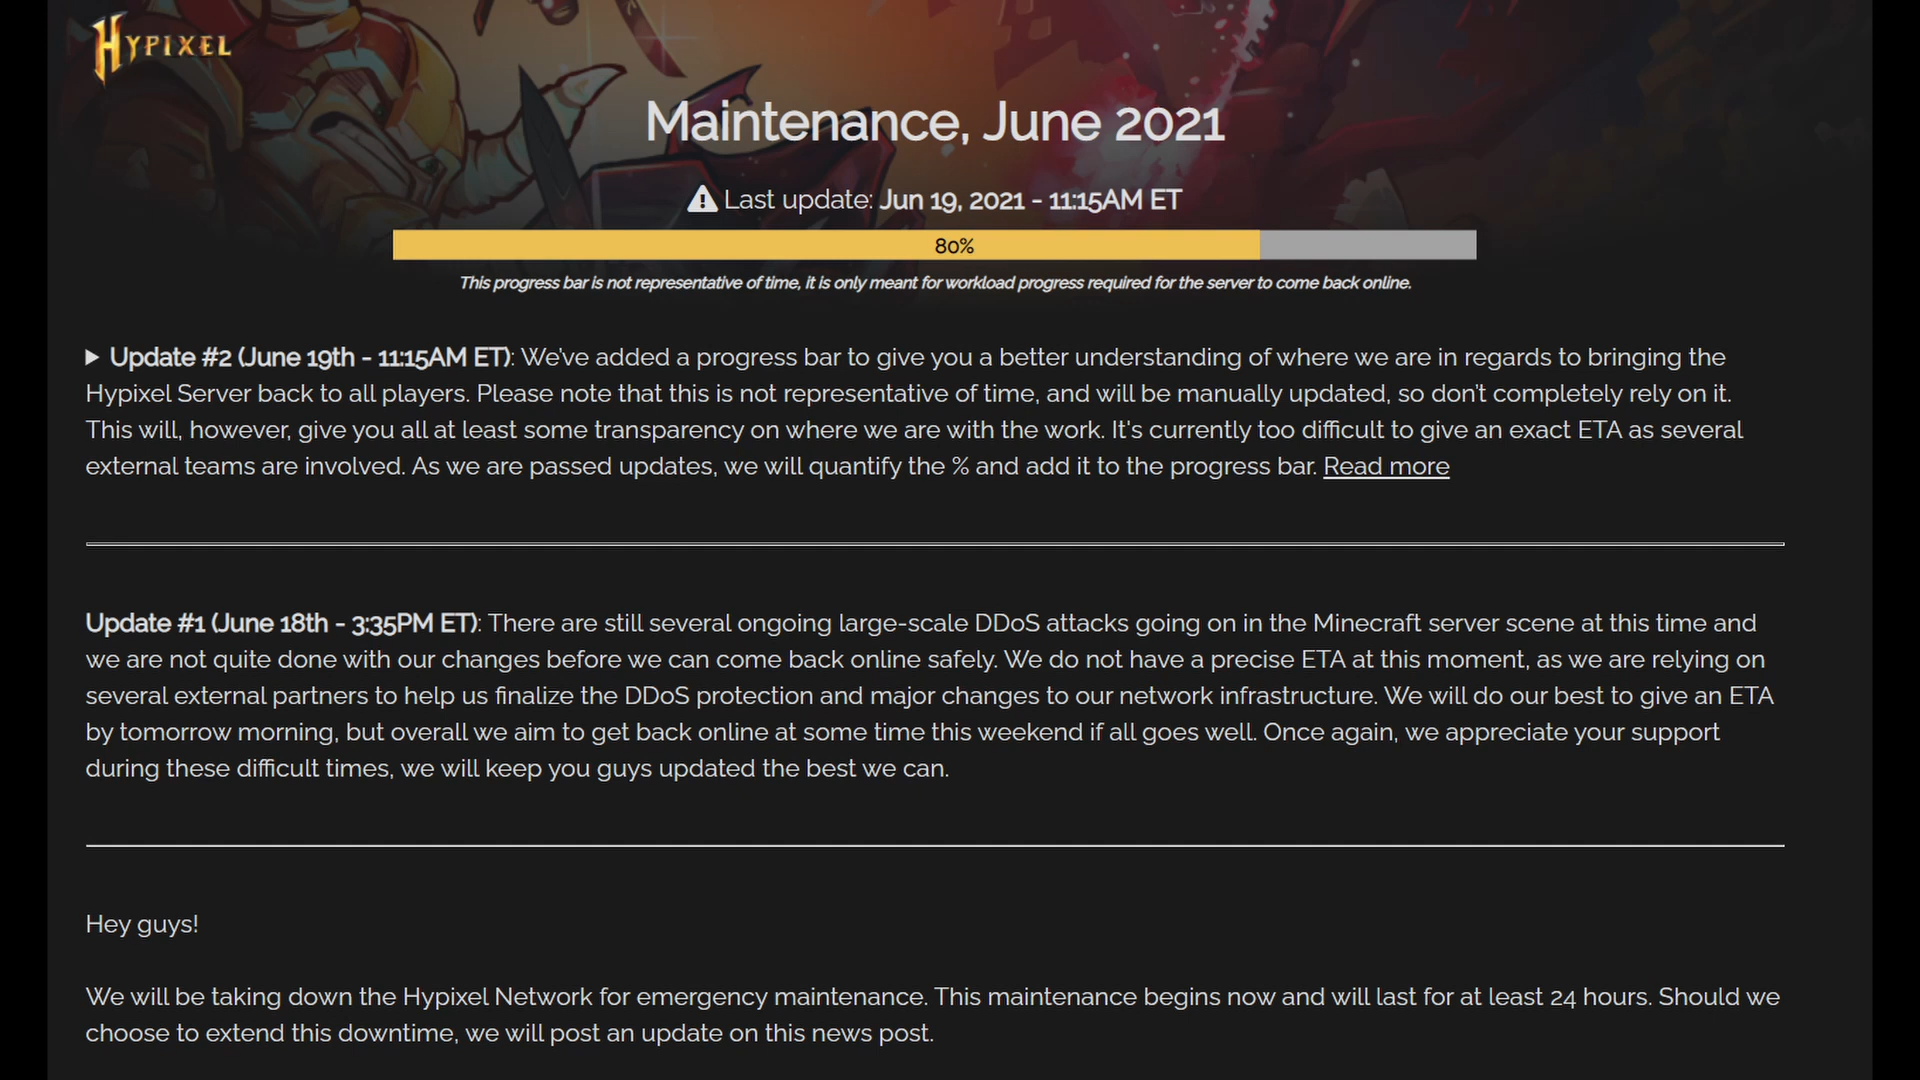 HYPIXEL
Maintenance, June 2021
Last update: Jun 19, 2021 - 11:15AM ET
80%
This progress bar is not representative of time, it is only meant for workload progress required for the server to come back online.
Update #2 (June 19th - 11:15AM ET): We've added a progress bar to give you a better understanding of where we are in regards to bringing the
Hypixel Server back to all players. Please note that this is not representative of time, and will be manually updated, so don't completely rely on it.
This will, however, give you all at least some transparency on where we are with the work. It's currently too difficult to give an exact ETA as several
external teams are involved. As we are passed updates, we will quantify the % and add it to the progress bar. Read more
Update #1 (June 18th - 3:35PM ET): There are still several ongoing large-scale DDoS attacks going on in the Minecraft server scene at this time and
we are not quite done with our changes before we can come back online safely. We do not have a precise ETA at this moment, as we are relying on
several external partners to help us finalize the DDoS protection and major changes to our network infrastructure. We will do our best to give an ETA
by tomorrow morning, but overall we aim to get back online at some time this weekend if all goes well. Once again, we appreciate your support
during these difficult times, we will keep you guys updated the best we can.
Hey guys!
We will be taking down the Hypixel Network for emergency maintenance. This maintenance begins now and will last for at least 24 hours. Should we
choose to extend this downtime, we will post an update on this news post.